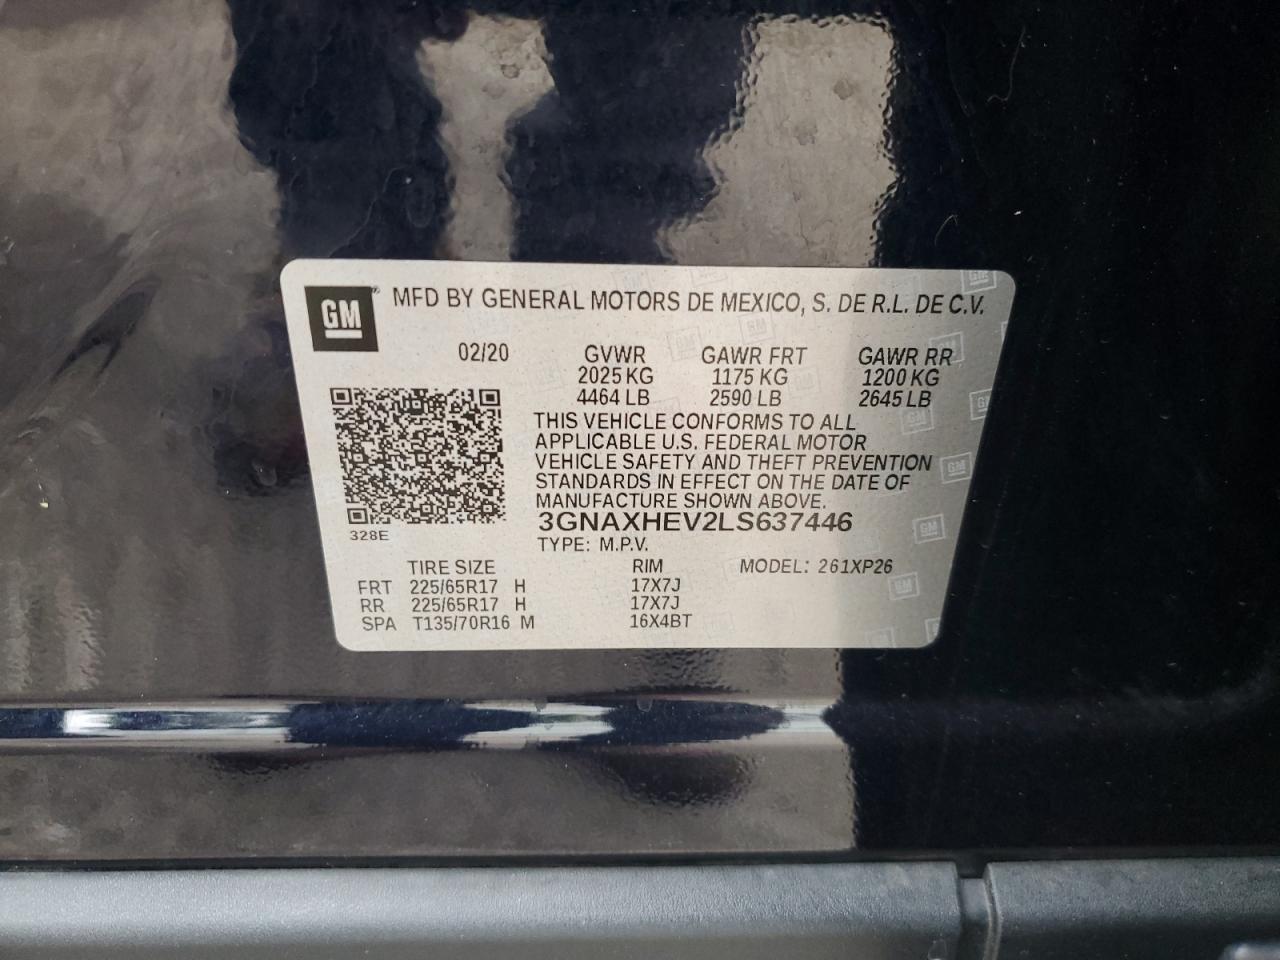 GM
MFD BY GENERAL MOTORS DE MEXICO, S. DE R.L. DE C.V.
02/20 GVWR GAWR FRT GAWR RR
2025 KG 1175 KG 1200 KG
4464 LB 2590 LB 2645 LB
THIS VEHICLE CONFORMS TO ALL
APPLICABLE U.S. FEDERAL MOTOR
VEHICLE SAFETY AND THEFT PREVENTION
STANDARDS IN EFFECT ON THE DATE OF
MANUFACTURE SHOWN ABOVE.
3GNAXHEV2LS637446
328E
TYPE: M.P.V.
TIRE SIZE RIM MODEL: 261XP26
FRT 225/65R17 H 17X7J
RR 225/65R17 H 17X7J
SPA T135/70R16 M 16X4BT